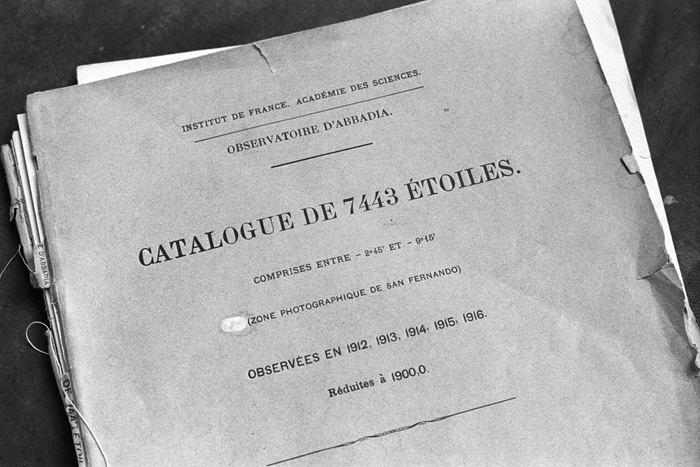 INSTITUT DE FRANCE. ACADÉMIE DES SCIENCES.
OBSERVATOIRE D'ABBADIA.
CATALOGUE DE 7443 ÉTOILES.
COMPRISES ENTRE – 2°45' ET – 9°15'
(ZONE PHOTOGRAPHIQUE DE SAN FERNANDO)
OBSERVÉES EN 1912, 1913, 1914, 1915, 1916.
Réduites à 1900,0.
D'ABBADIA